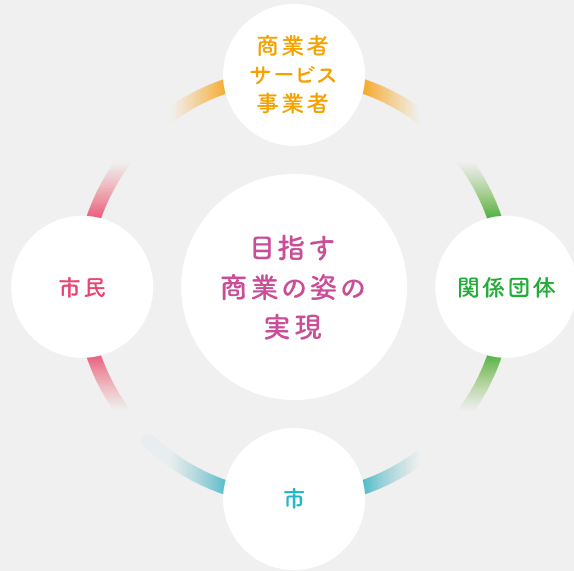 商業者
サービス
事業者
市民
目指す
商業の姿の
実現
関係団体
市